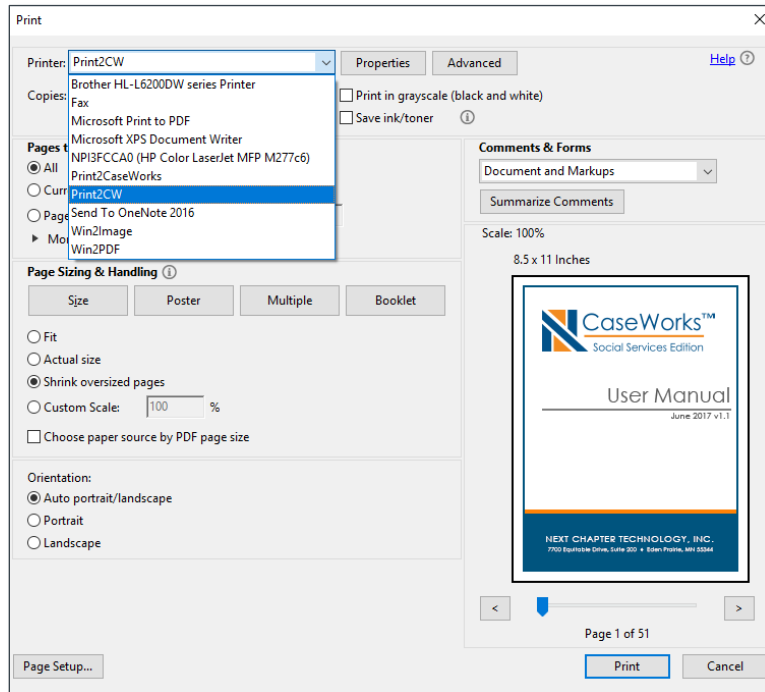 Print
Printer: Print2CW Properties Advanced Help
Brother HL-L6200DW series Printer
Fax
Microsoft Print to PDF
Microsoft XPS Document Writer
NPI3FCCA0 (HP Color LaserJet MFP M277c6)
Print2CaseWorks
Print2CW
Send To OneNote 2016
Win2Image
Win2PDF
Copies: Print in grayscale (black and white)
Save ink/toner
Pages t
All
Curr
Page
Mo
Comments & Forms
Document and Markups
Summarize Comments
Scale: 100%
8.5 x 11 Inches
Page Sizing & Handling
Size Poster Multiple Booklet
Fit
Actual size
Shrink oversized pages
Custom Scale: 100 %
Choose paper source by PDF page size
Orientation:
Auto portrait/landscape
Portrait
Landscape
CaseWorks™
Social Services Edition
User Manual
June 2017 v1.1
NEXT CHAPTER TECHNOLOGY, INC.
7700 Equitable Drive, Suite 200 • Eden Prairie, MN 55344
< >
Page 1 of 51
Page Setup... Print Cancel